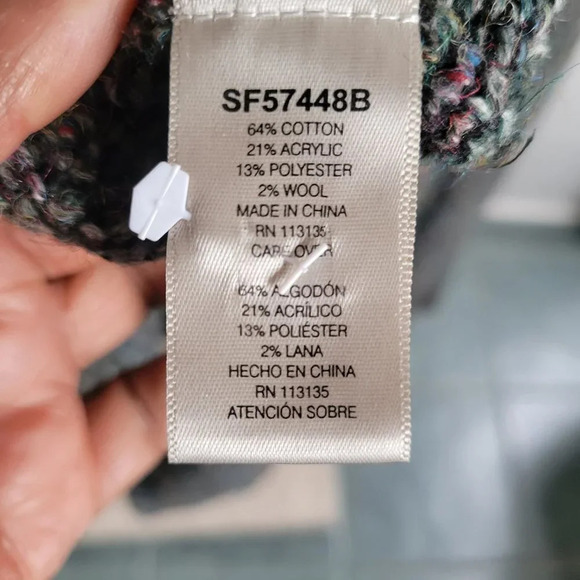 SF57448B
64% COTTON
21% ACRYLIC
13% POLYESTER
2% WOOL
MADE IN CHINA
RN 113135
CARE OVER
64% ALGODÓN
21% ACRÍLICO
13% POLIÉSTER
2% LANA
HECHO EN CHINA
RN 113135
ATENCIÓN SOBRE